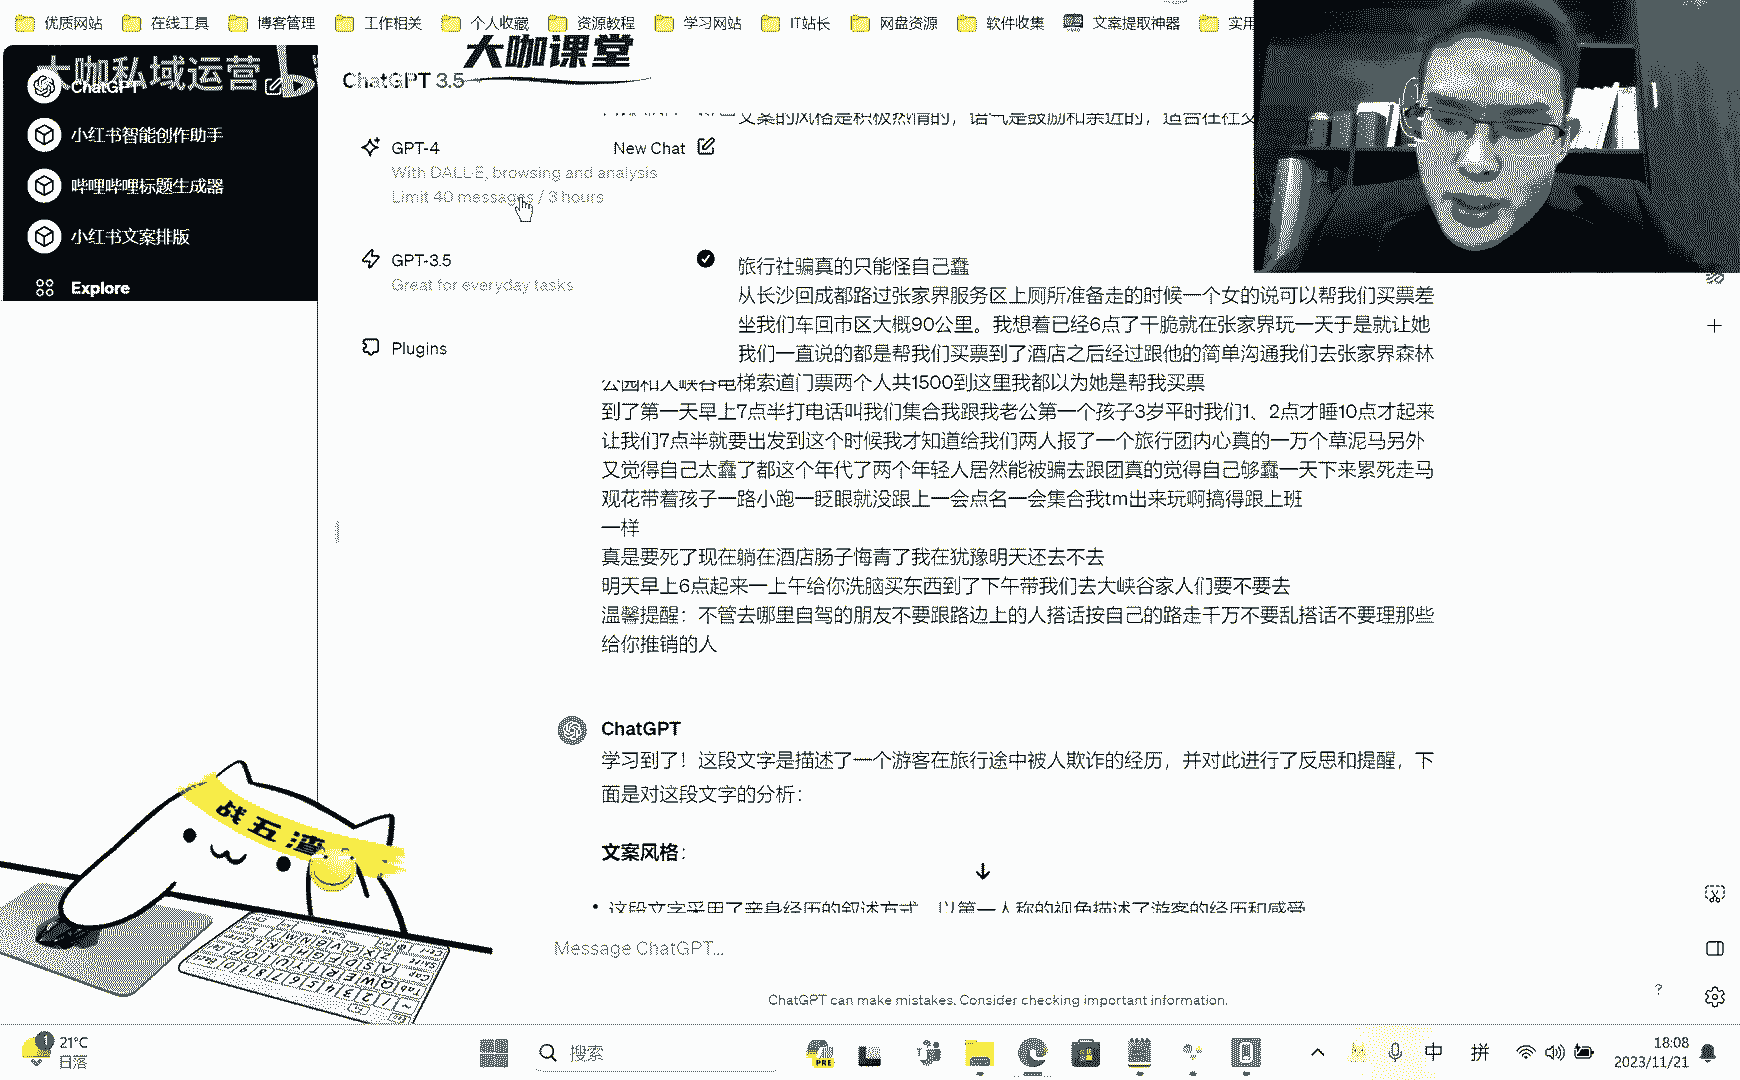 优质网站
在线工具
博客管理
工作相关
个人收藏
资源教程
学习网站
IT站长
网盘资源
软件收集
文案提取神器
实用
大咖私域运营
大咖课堂
ChatGPT
小红书智能创作助手
哔哩哔哩标题生成器
小红书文案排版
Explore
ChatGPT 3.5
GPT-4
New Chat
With DALL·E, browsing and analysis
Limit 40 messages / 3 hours
GPT-3.5
Great for everyday tasks
Plugins
文案的风格是积极热情的，语气是鼓励和亲近的，适合在社交
旅行社骗真的只能怪自己蠢
从长沙回成都路过张家界服务区上厕所准备走的时候一个女的说可以帮我们买票差
坐我们车回市区大概90公里。我想着已经6点了干脆就在张家界玩一天于是就让她
我们一直说的都是帮我们买票到了酒店之后经过跟他的简单沟通我们去张家界森林
公园和大峡谷电梯索道门票两个人共1500到这里我都以为她是帮我买票
到了第一天早上7点半打电话叫我们集合我跟我老公第一个孩子3岁平时我们1、2点才睡10点才起来
让我们7点半就要出发到这个时候我才知道给我们两人报了一个旅行团内心真的一万个草泥马另外
又觉得自己太蠢了都这个年代了两个年轻人居然能被骗去跟团真的觉得自己够蠢一天下来累死走马
观花带着孩子一路小跑一眨眼就没跟上一会点名一会集合我tm出来玩啊搞得跟上班
一样
真是要死了现在躺在酒店肠子悔青了我在犹豫明天还去不去
明天早上6点起来一上午给你洗脑买东西到了下午带我们去大峡谷家人们要不要去
温馨提醒：不管去哪里自驾的朋友不要跟路边上的人搭话按自己的路走千万不要乱搭话不要理那些
给你推销的人
ChatGPT
学习到了！这段文字是描述了一个游客在旅行途中被人欺诈的经历，并对此进行了反思和提醒，下
面是对这段文字的分析：
文案风格：
• 这段文字采用了亲身经历的叙述方式，以第一人称的视角描述了游客的经历和感受
Message ChatGPT...
ChatGPT can make mistakes. Consider checking important information.
?
战五渣
1
21°C
日落
搜索
PRE
中
拼
18:08
2023/11/21